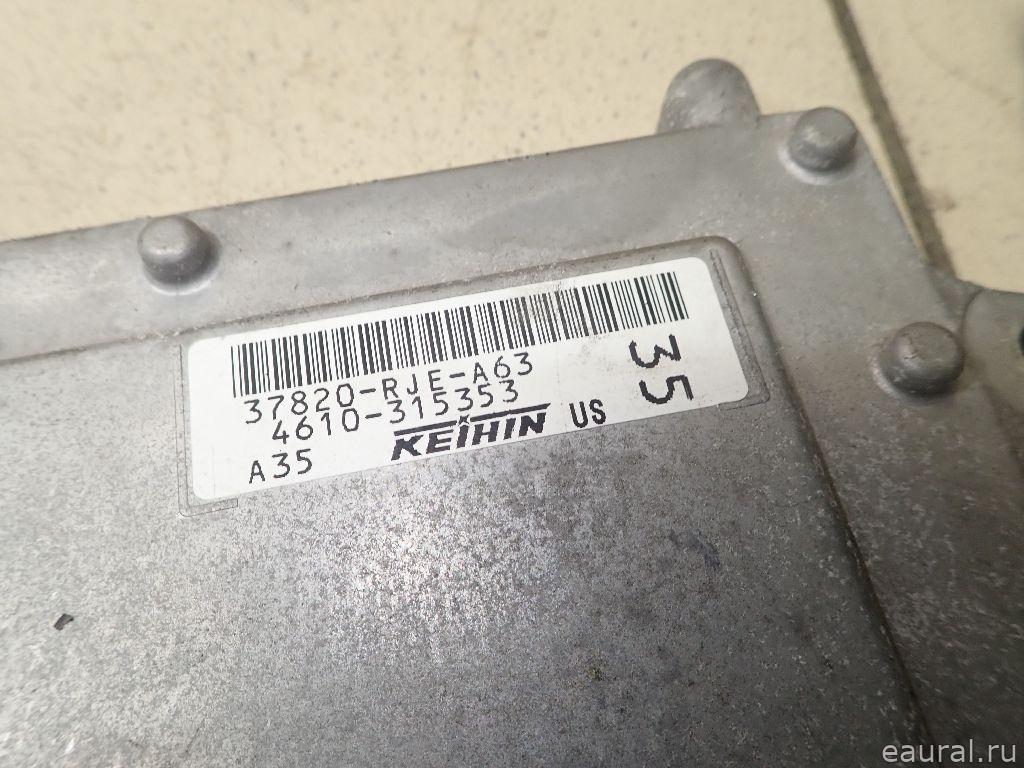 37820-RJE-A63
4610-315353
A35
KEIHIN
US
35
eaural.ru